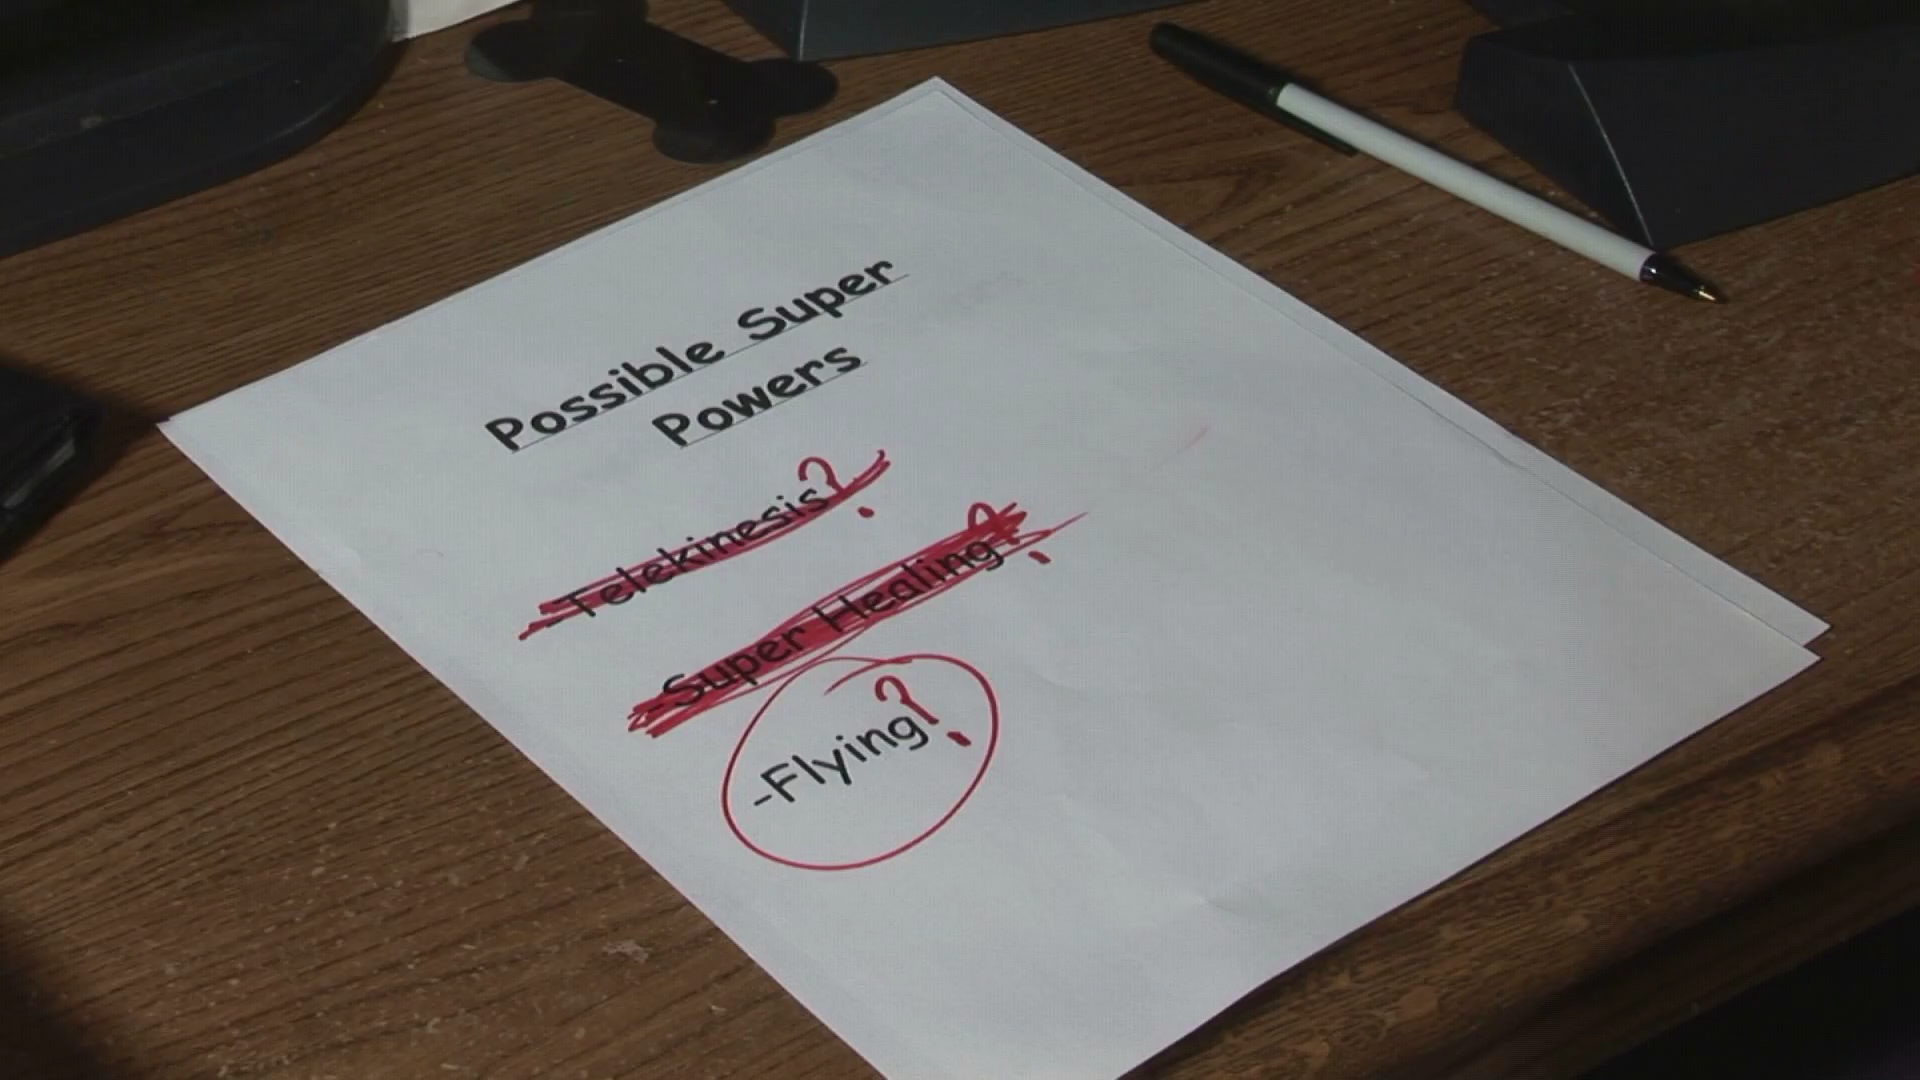 Possible Super
Powers
-Telekinesis?
-Super Healing?
-Flying?